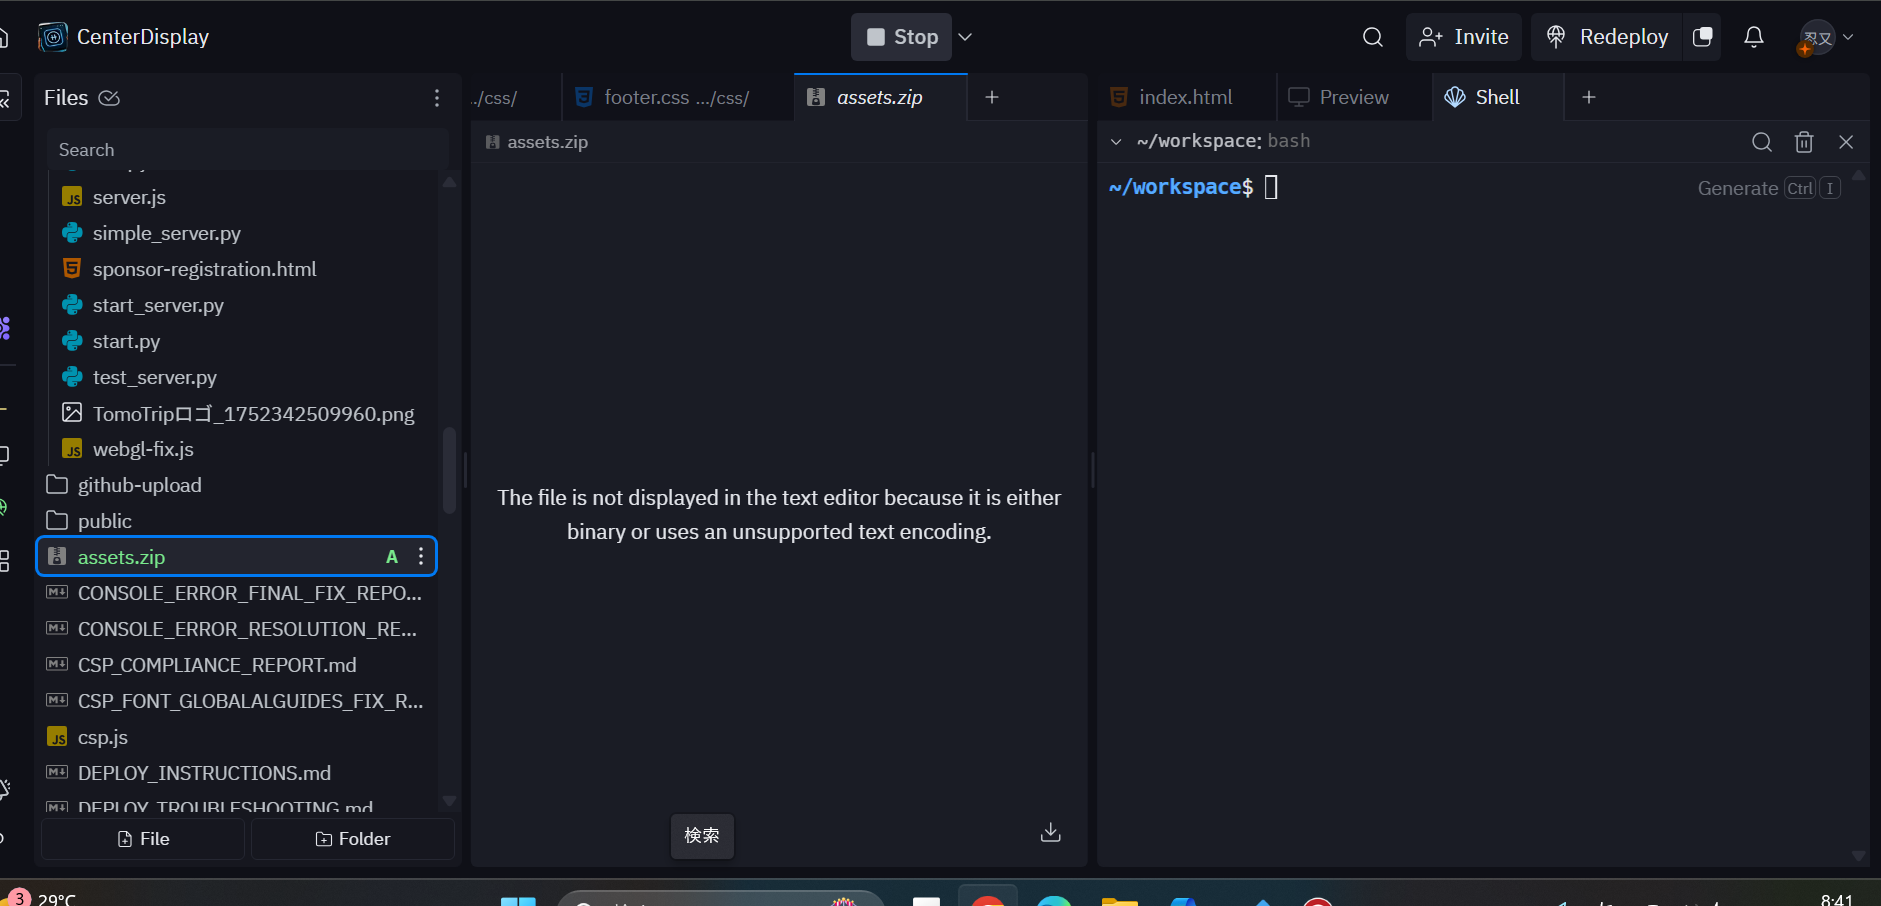 CenterDisplay
Stop
Invite
Redeploy
忍又
Files
Search
server.js
simple_server.py
sponsor-registration.html
start_server.py
start.py
test_server.py
TomoTripロゴ_1752342509960.png
webgl-fix.js
github-upload
public
assets.zip A
CONSOLE_ERROR_FINAL_FIX_REPO...
CONSOLE_ERROR_RESOLUTION_RE...
CSP_COMPLIANCE_REPORT.md
CSP_FONT_GLOBALALGUIDES_FIX_R...
csp.js
DEPLOY_INSTRUCTIONS.md
DEPLOY_TROUBLESHOOTING.md
File
Folder
../css/
footer.css .../css/
assets.zip
assets.zip
The file is not displayed in the text editor because it is either
binary or uses an unsupported text encoding.
検索
index.html
Preview
Shell
~/workspace: bash
~/workspace$
Generate Ctrl I
3
29°C
8:41